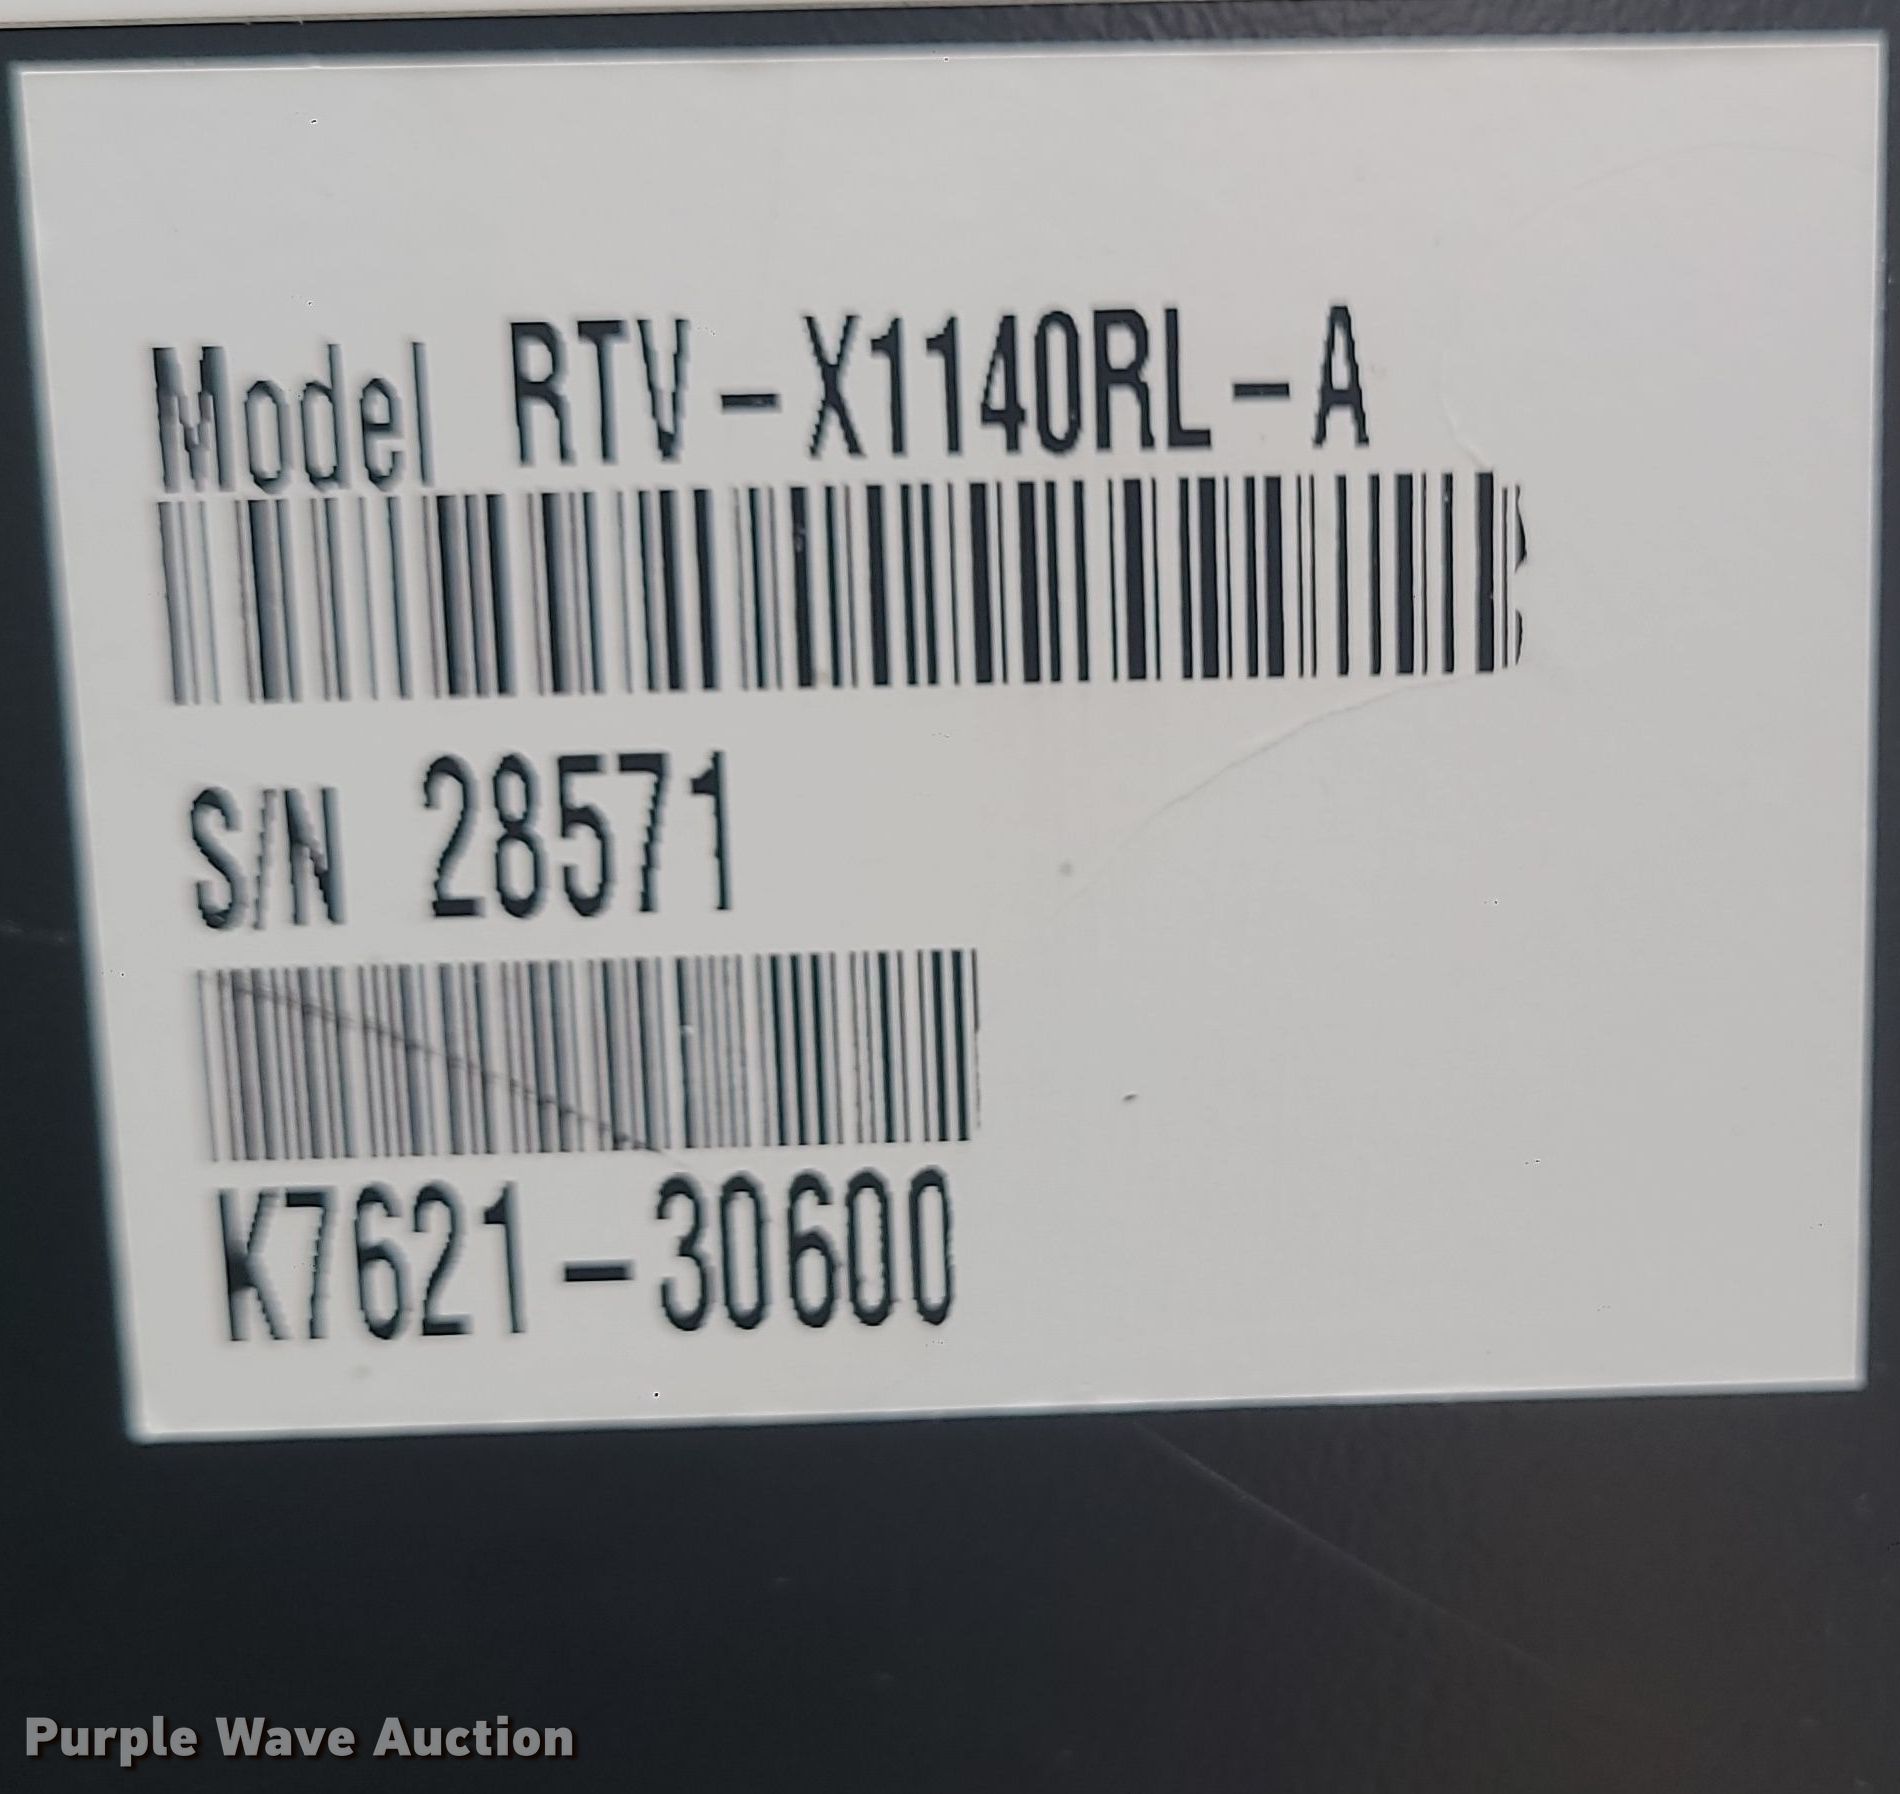 Model RTV-X1140RL-A
S/N 28571
K7621-30600
Purple Wave Auction